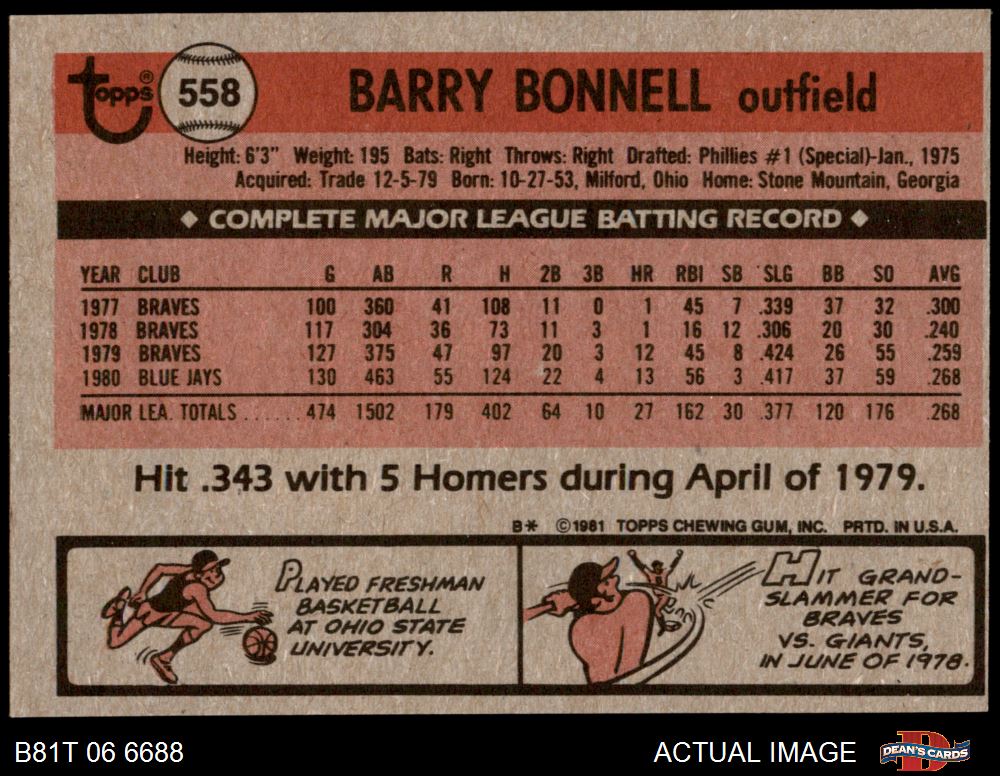 topps® 558 BARRY BONNELL outfield
Height: 6'3" Weight: 195 Bats: Right Throws: Right Drafted: Phillies #1 (Special)-Jan., 1975
Acquired: Trade 12-5-79 Born: 10-27-53, Milford, Ohio Home: Stone Mountain, Georgia
◆ COMPLETE MAJOR LEAGUE BATTING RECORD ◆
YEAR CLUB G AB R H 2B 3B HR RBI SB SLG BB SO AVG
1977 BRAVES 100 360 41 108 11 0 1 45 7 .339 37 32 .300
1978 BRAVES 117 304 36 73 11 3 1 16 12 .306 20 30 .240
1979 BRAVES 127 375 47 97 20 3 12 45 8 .424 26 55 .259
1980 BLUE JAYS 130 463 55 124 22 4 13 56 3 .417 37 59 .268
MAJOR LEA. TOTALS ...... 474 1502 179 402 64 10 27 162 30 .377 120 176 .268
Hit .343 with 5 Homers during April of 1979.
B* ©1981 TOPPS CHEWING GUM, INC. PRTD. IN U.S.A.
PLAYED FRESHMAN
BASKETBALL
AT OHIO STATE
UNIVERSITY.
HIT GRAND-
SLAMMER FOR
BRAVES
VS. GIANTS,
IN JUNE OF 1978.
B81T 06 6688 ACTUAL IMAGE D DEAN'S CARDS